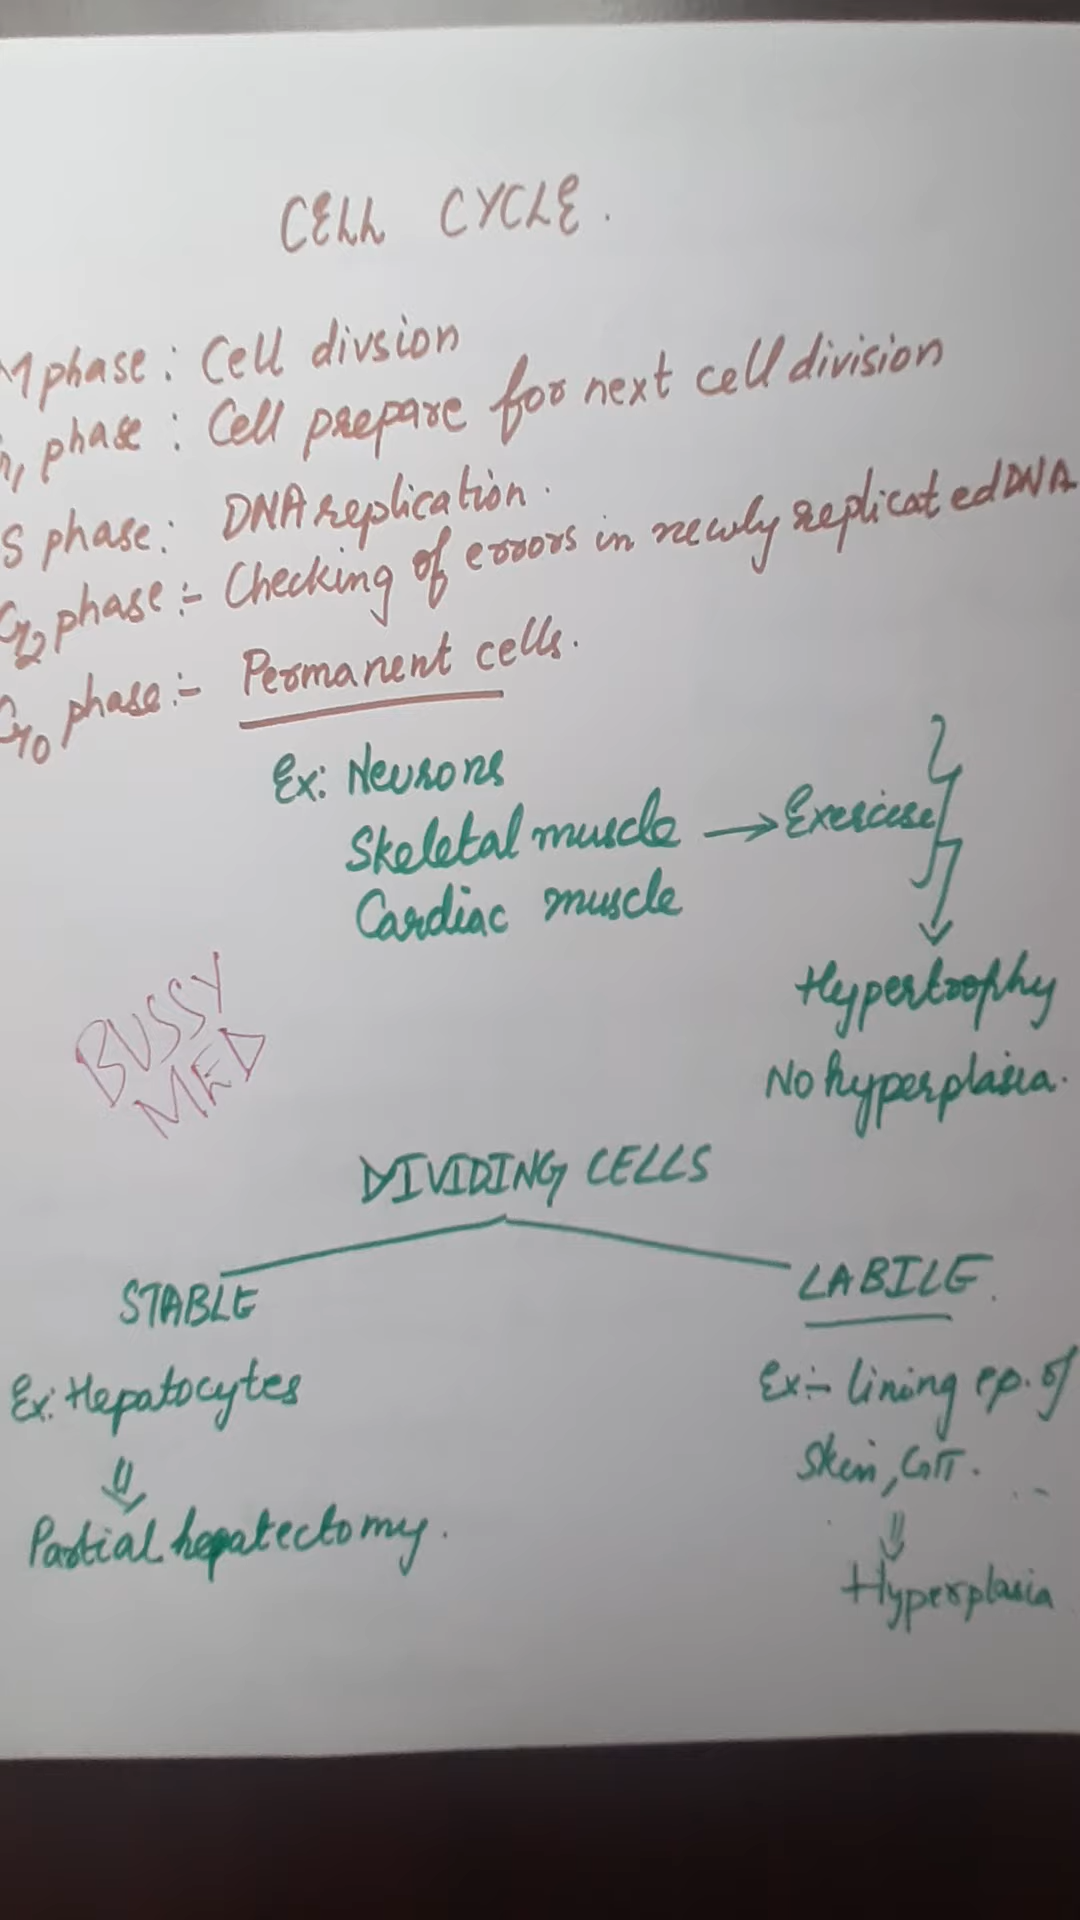 CELL CYCLE.
M phase: Cell divsion
G1 phase: Cell prepare for next cell division
S phase: DNA replication.
G2 phase:- Checking of errors in newly replicated DNA
G0 phase:- Permanent cells.
Ex: Neurons
Skeletal muscle → Exercise
Cardiac muscle
Hypertrophy
No hyperplasia.
BUSSY
MED
DIVIDING CELLS
STABLE
LABILE.
Ex: Hepatocytes
Ex:- lining ep. of
Skin, GIT.
Partial hepatectomy.
Hyperplasia